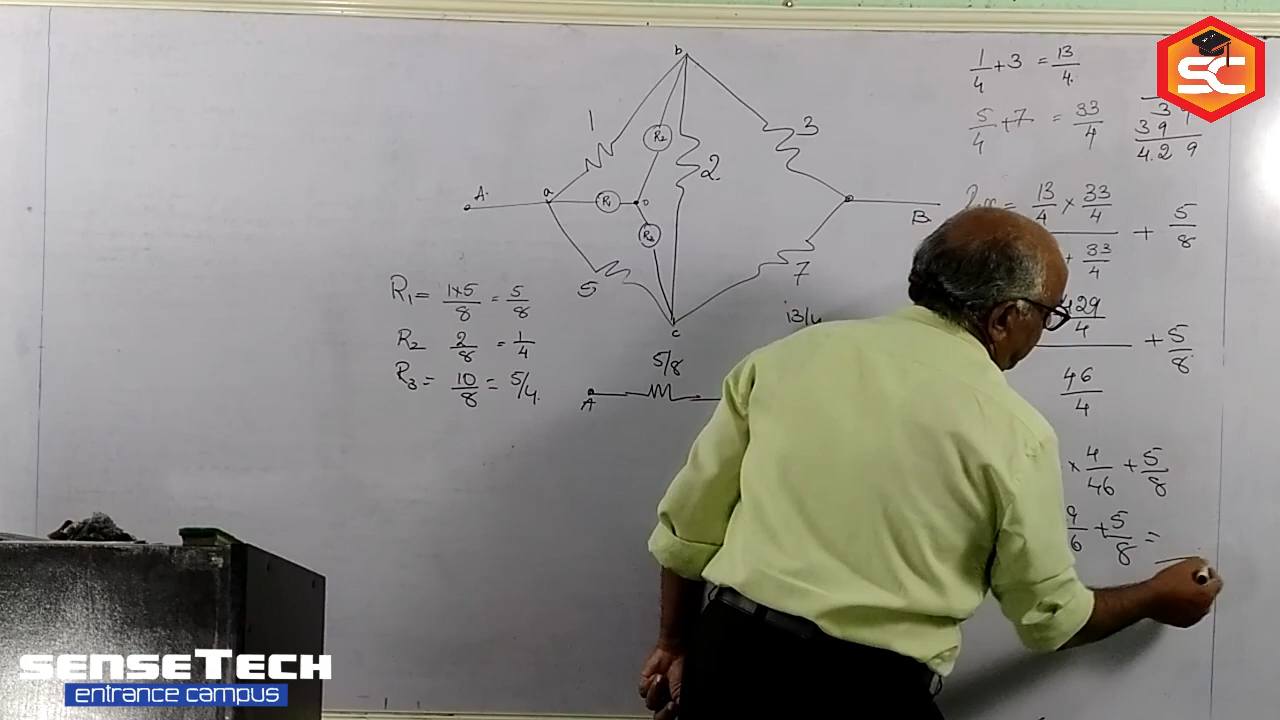 b
1
R2
2
3
A
a
R1
o
B
R3
5
7
c
R1 = 1×5/8 = 5/8
R2 2/8 = 1/4
R3 = 10/8 = 5/4.
5/8
A
13/4
1/4 + 3 = 13/4.
5/4 + 7 = 33/4
39
4.29
= 13/4 × 33/4
+ 33/4
+ 5/8
429/4
+ 5/8
46/4
× 4/46 + 5/8
+ 5/8 =
SC
SENSETECH
entrance campus